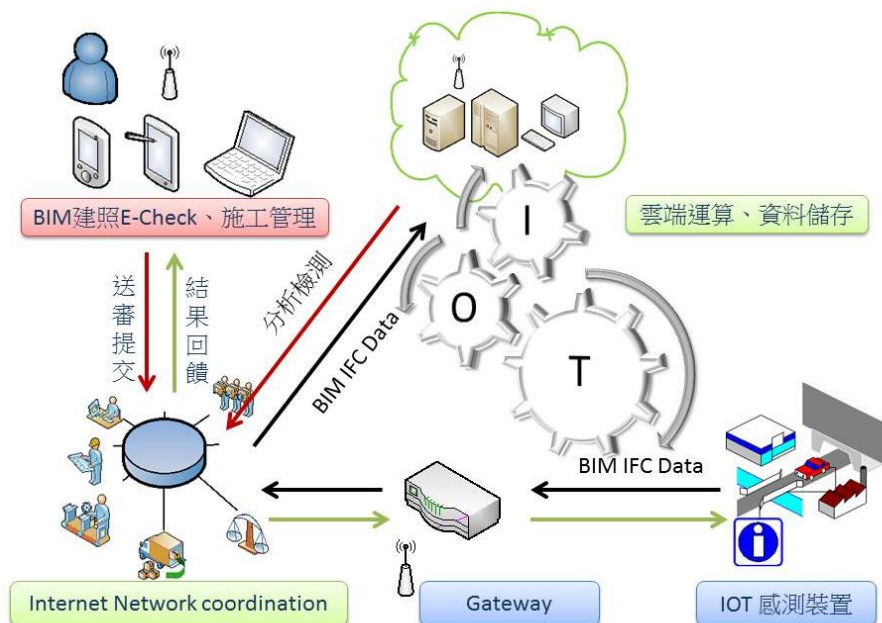 BIM建照E-Check、施工管理
雲端運算、資料儲存
I
O
T
送審提交
結果回饋
分析檢測
BIM IFC Data
BIM IFC Data
Internet Network coordination
Gateway
IOT 感測裝置